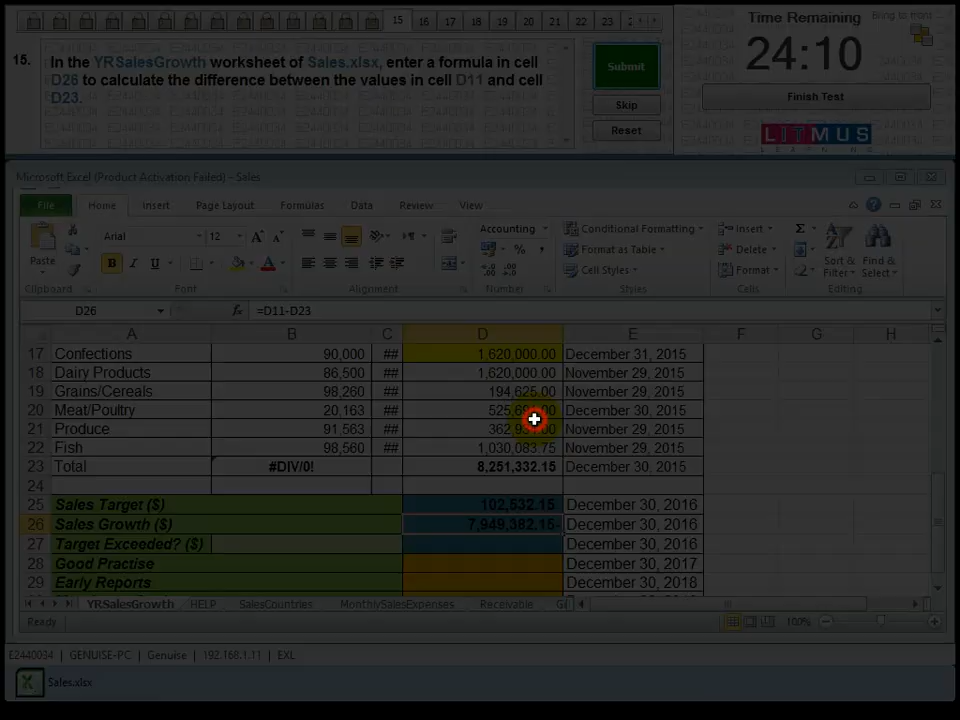 15 16 17 18 19 20 21 22 23
Time Remaining
Bring to front
24:10
15. In the YRSalesGrowth worksheet of Sales.xlsx, enter a formula in cell
D26 to calculate the difference between the values in cell D11 and cell
D23.
Submit
Skip
Reset
Finish Test
LITMUS
LEARNING
Microsoft Excel (Product Activation Failed) - Sales
File Home Insert Page Layout Formulas Data Review View
Paste
Arial 12
Accounting
Conditional Formatting
Format as Table
Cell Styles
Insert
Delete
Format
Sort & Filter
Find & Select
Clipboard Font Alignment Number Styles Cells Editing
D26 fx =D11-D23
A B C D E F G H
17 Confections 90,000 ## 1,620,000.00 December 31, 2015
18 Dairy Products 86,500 ## 1,620,000.00 November 29, 2015
19 Grains/Cereals 98,260 ## 194,625.00 November 29, 2015
20 Meat/Poultry 20,163 ## December 30, 2015
21 Produce 91,563 ## November 29, 2015
22 Fish 98,560 ## 1,030,083.75 November 29, 2015
23 Total #DIV/0! 8,251,332.15 December 30, 2015
24
25 Sales Target ($) 102,532.15 December 30, 2016
26 Sales Growth ($) 7,949,382.15- December 30, 2016
27 Target Exceeded? ($) December 30, 2016
28 Good Practise December 30, 2017
29 Early Reports December 30, 2018
YRSalesGrowth HELP SalesCountries MonthlySalesExpenses Receivable
Ready 100%
E2440034 | GENUISE-PC | Genuise | 192.168.1.11 | EXL
Sales.xlsx